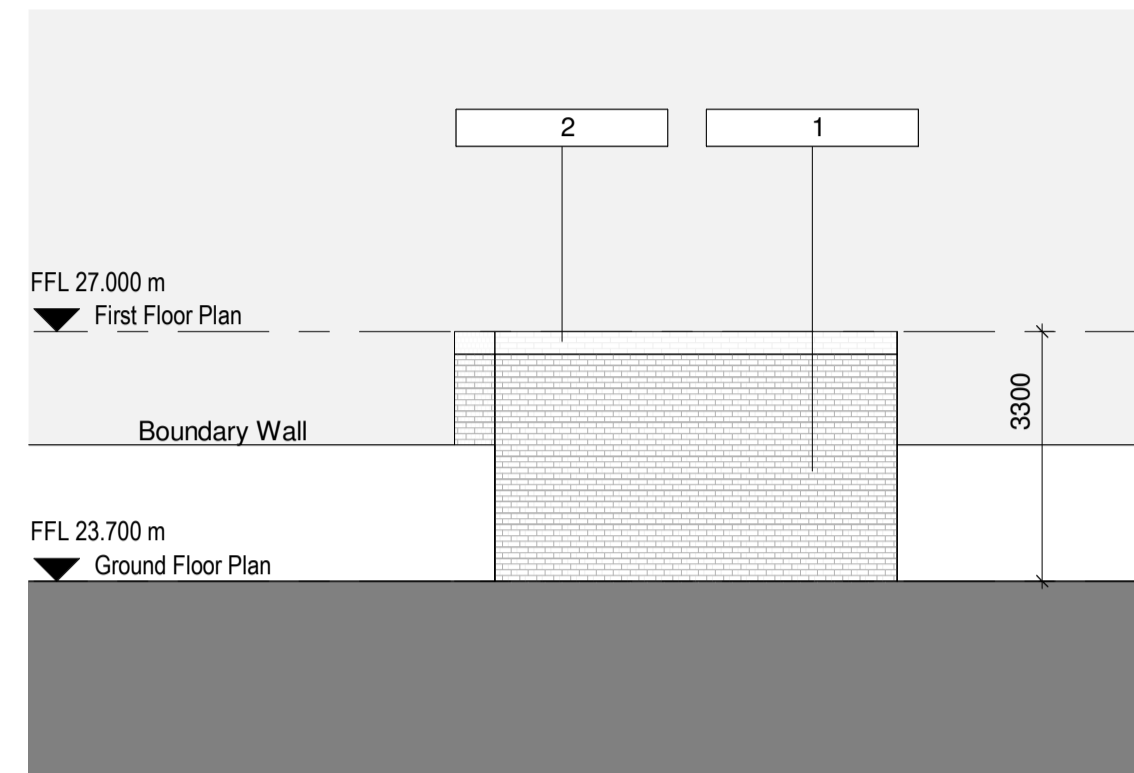 2
1
FFL 27.000 m
First Floor Plan
3300
Boundary Wall
FFL 23.700 m
Ground Floor Plan